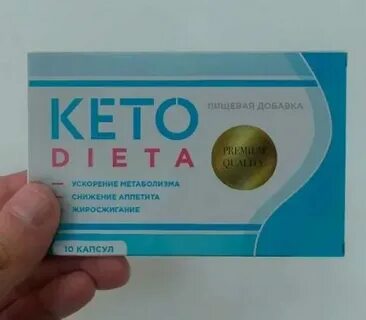 KETO
DIETA
ПИЩЕВАЯ ДОБАВКА
PREMIUM
QUALITY
УСКОРЕНИЕ МЕТАБОЛИЗМА
СНИЖЕНИЕ АППЕТИТА
ЖИРОСЖИГАНИЕ
10 КАПСУЛ